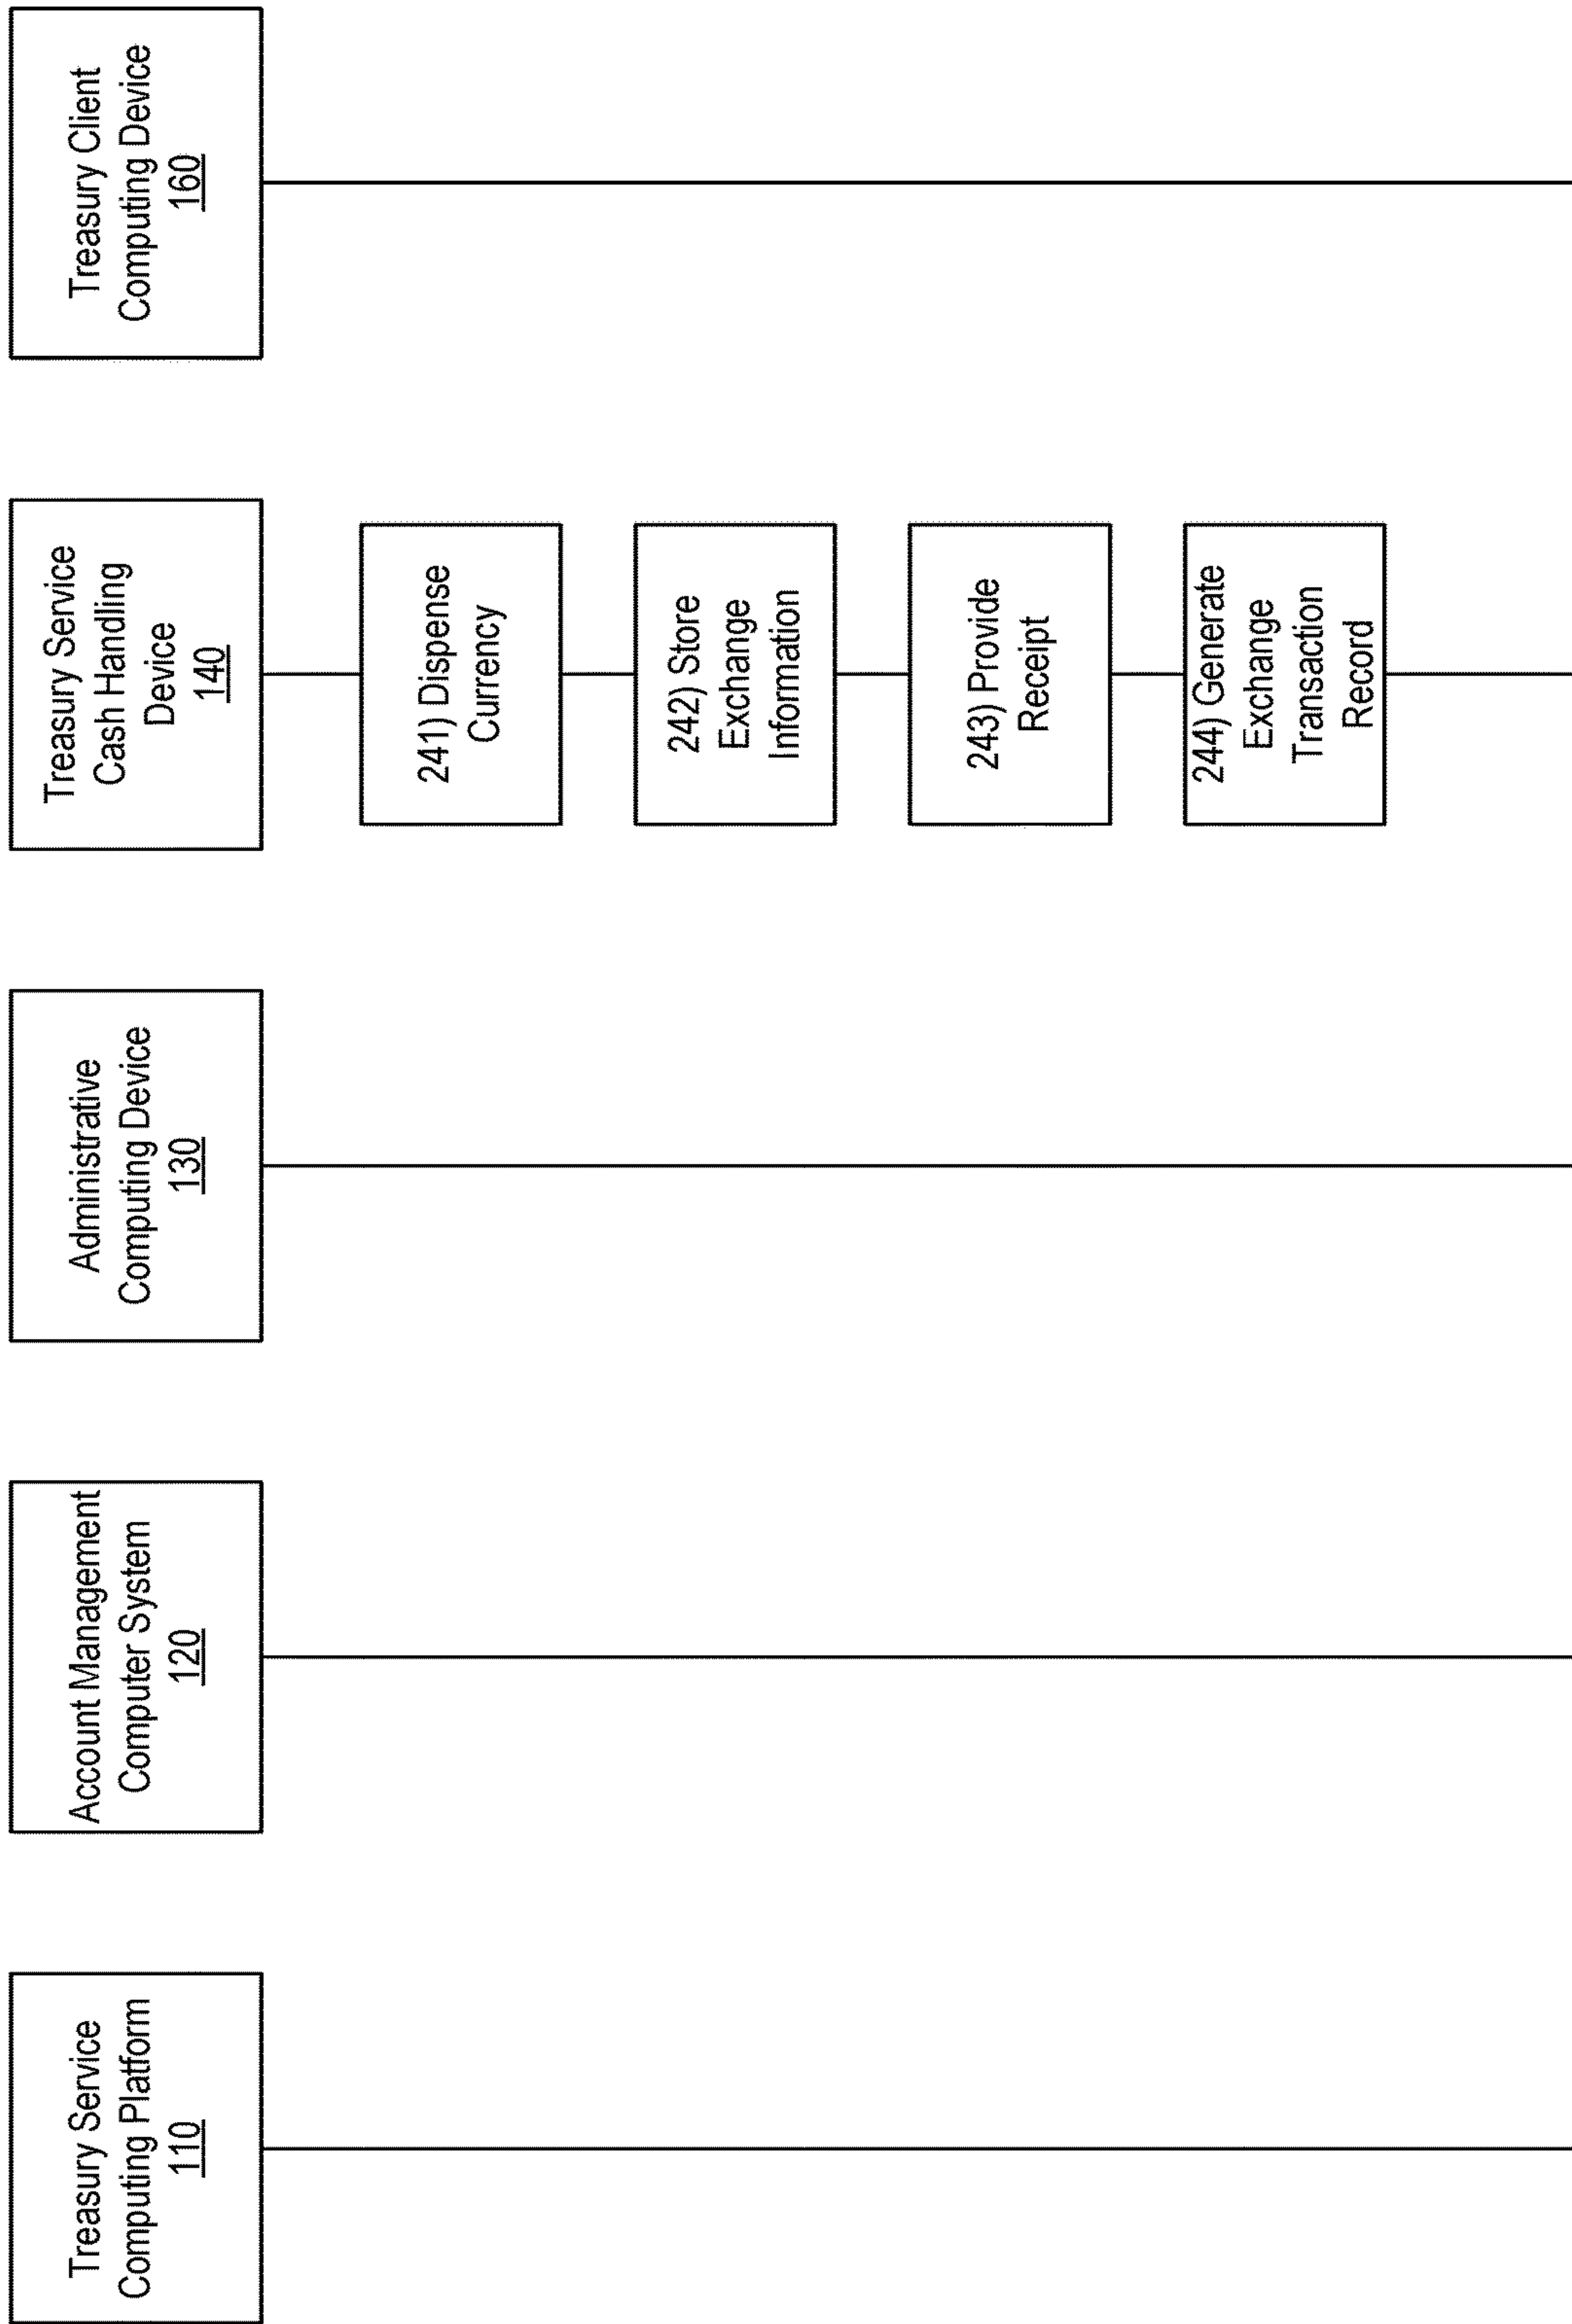 Treasury Service
Computing Platform
110
Account Management
Computer System
120
Administrative
Computing Device
130
Treasury Service
Cash Handling
Device
140
Treasury Client
Computing Device
160
241) Dispense
Currency
242) Store
Exchange
Information
243) Provide
Receipt
244) Generate
Exchange
Transaction
Record